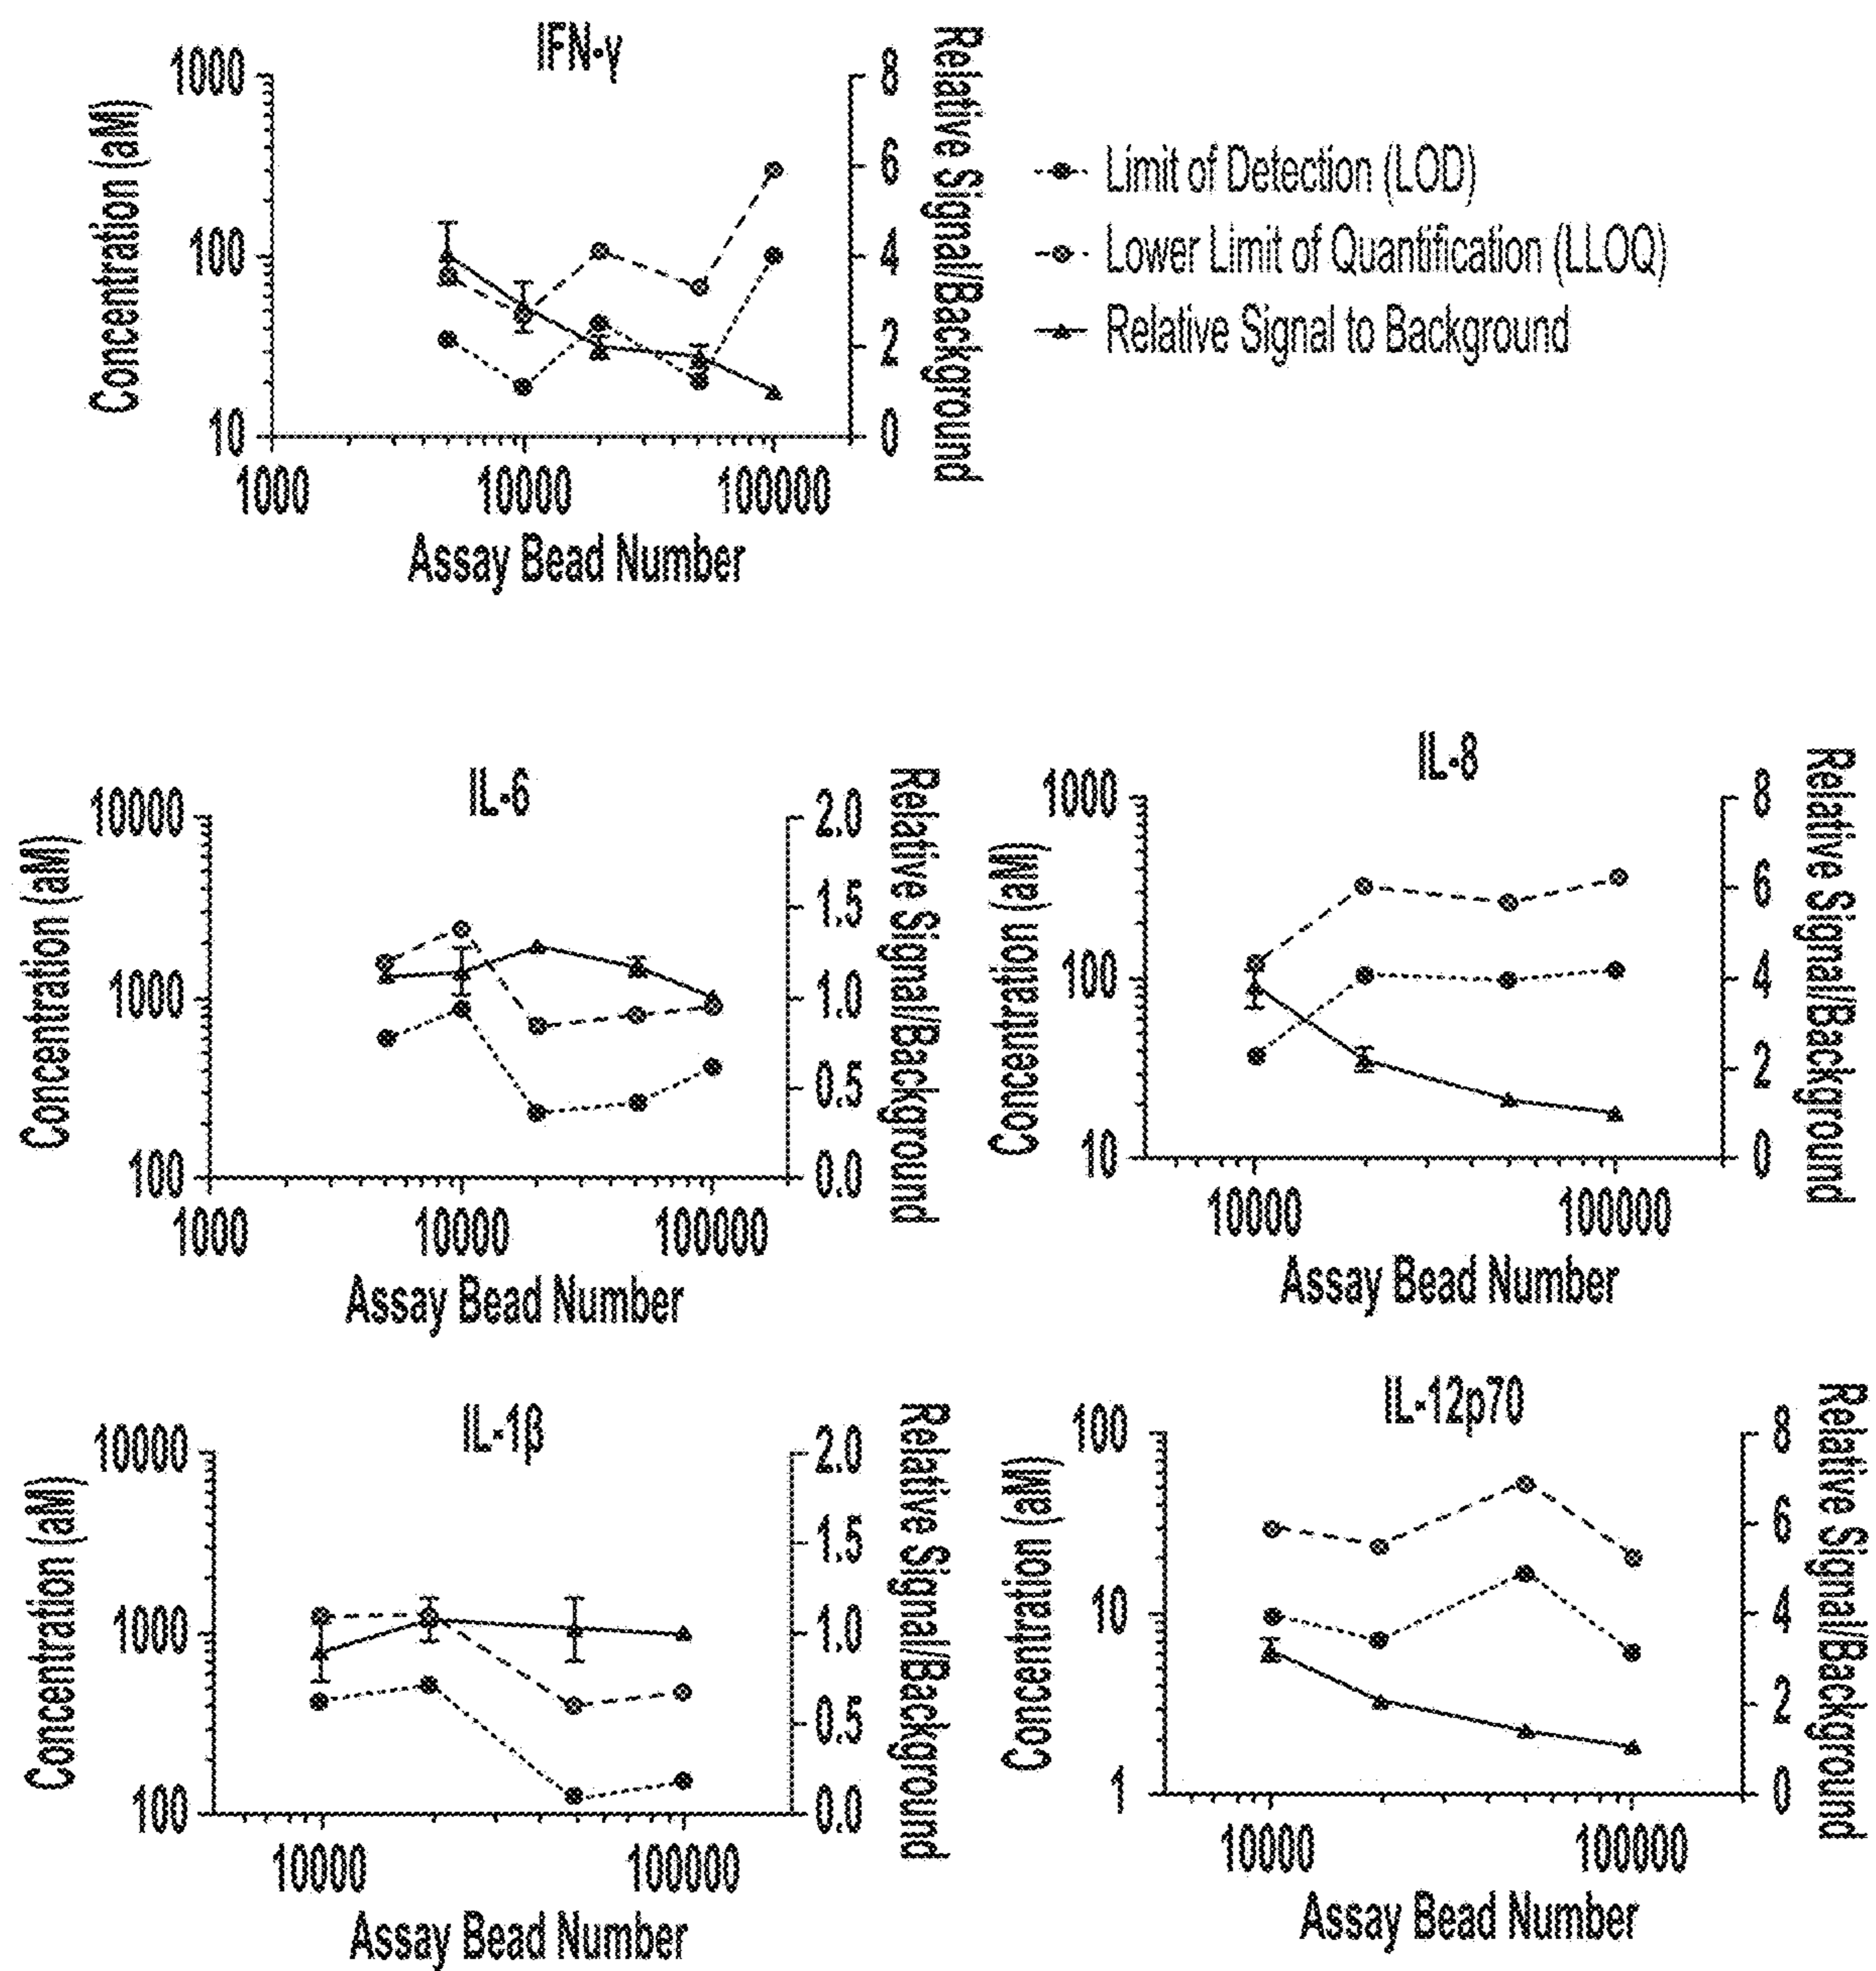 IFN-γ
Concentration (aM)
1000
100
10
8
6
4
2
0
Relative Signal/Background
1000 10000 100000
Assay Bead Number
Limit of Detection (LOD)
Lower Limit of Quantification (LLOQ)
Relative Signal to Background
IL-6
Concentration (aM)
10000
1000
100
2.0
1.5
1.0
0.5
0.0
Relative Signal/Background
1000 10000 100000
Assay Bead Number
IL-8
Concentration (aM)
1000
100
10
8
6
4
2
0
Relative Signal/Background
10000 100000
Assay Bead Number
IL-1β
Concentration (aM)
10000
1000
100
2.0
1.5
1.0
0.5
0.0
Relative Signal/Background
10000 100000
Assay Bead Number
IL-12p70
Concentration (aM)
100
10
1
8
6
4
2
0
Relative Signal/Background
10000 100000
Assay Bead Number